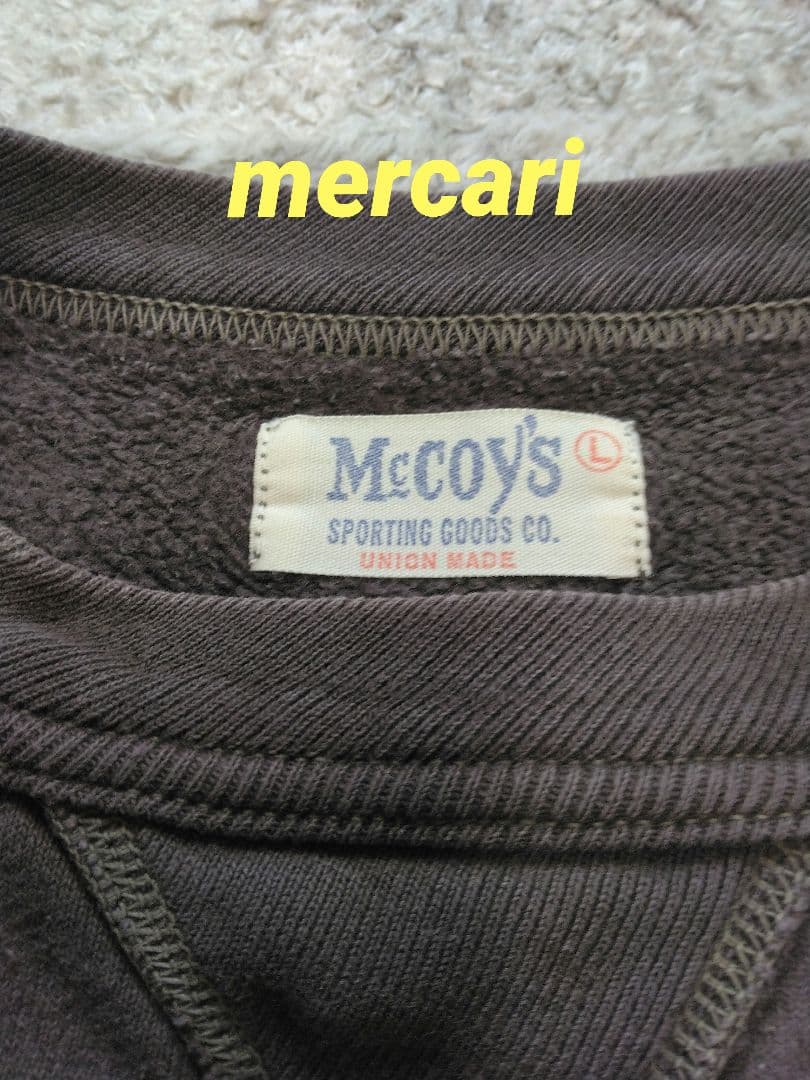 mercari
McCOY'S Ⓛ
SPORTING GOODS CO.
UNION MADE